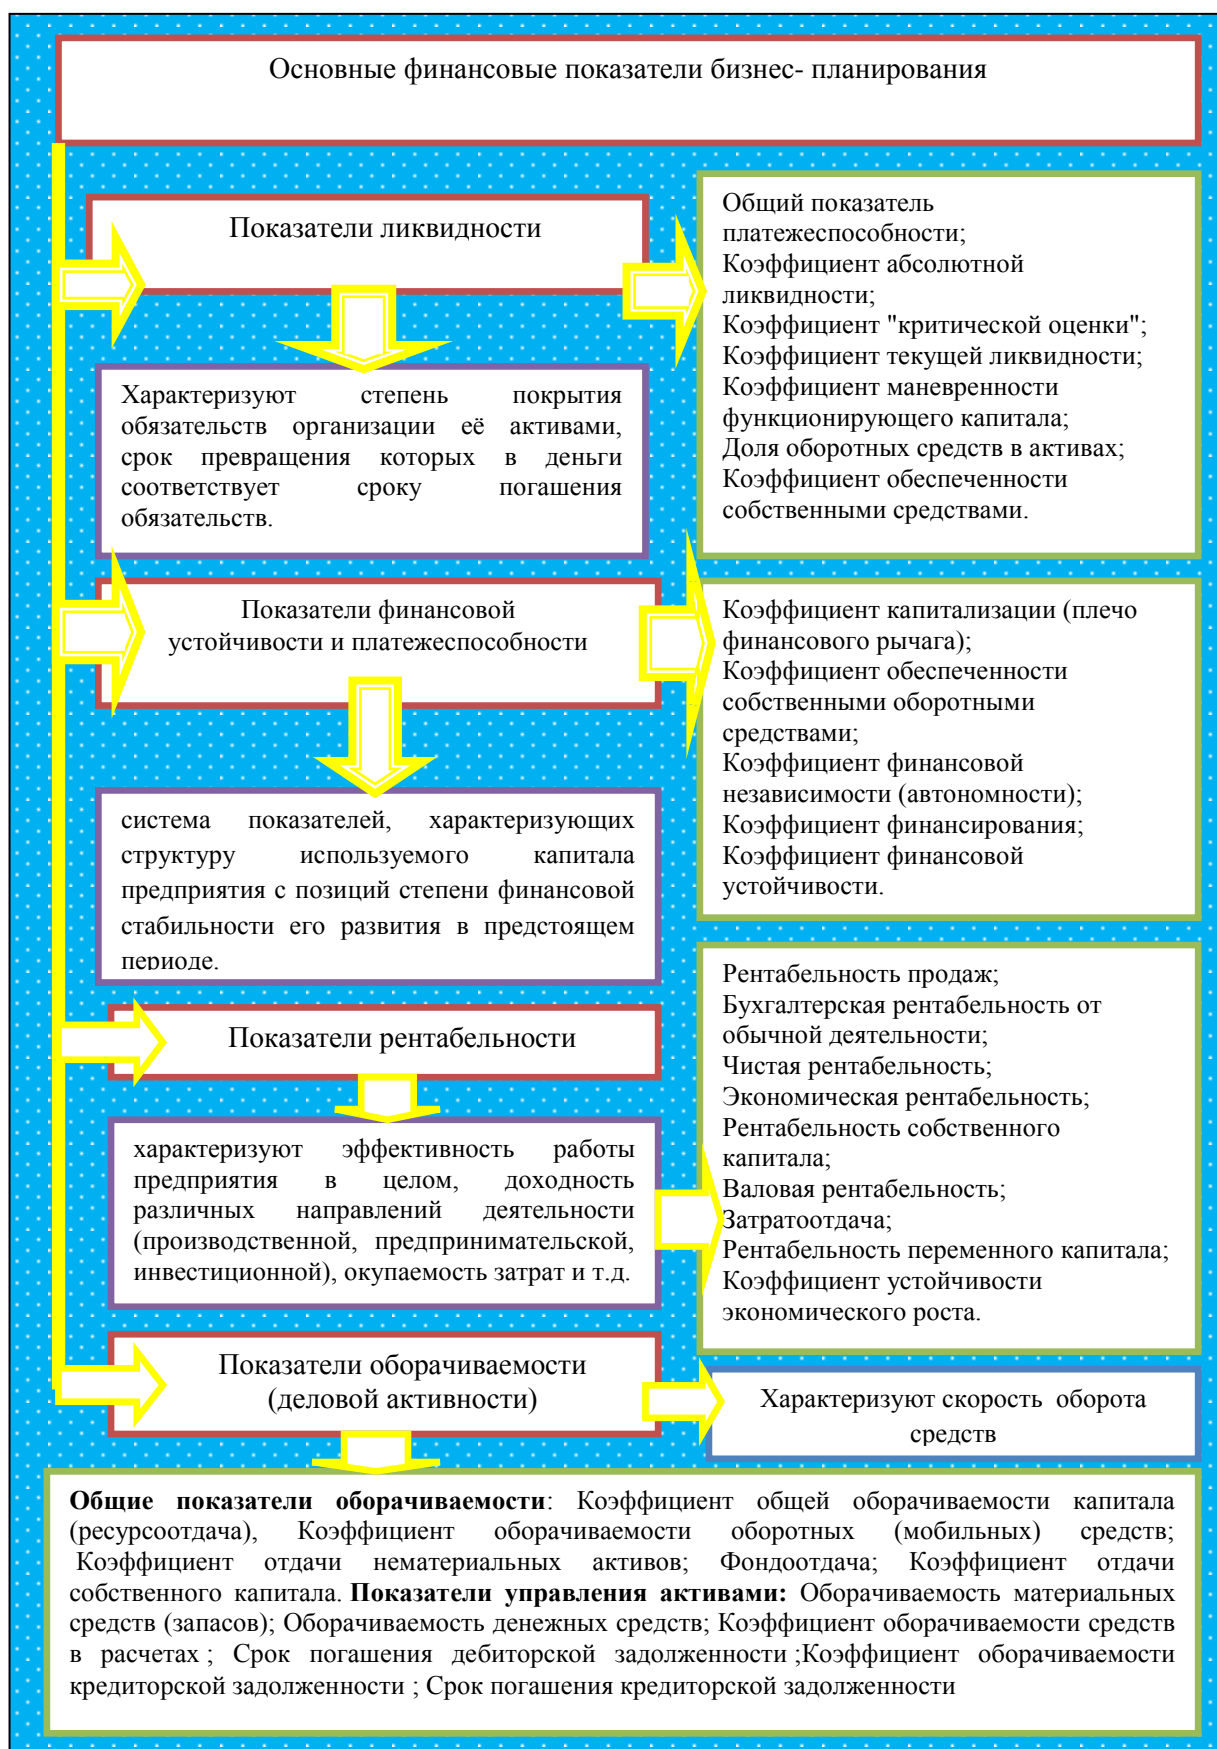 Основные финансовые показатели бизнес- планирования
Показатели ликвидности
Общий показатель
платежеспособности;
Коэффициент абсолютной
ликвидности;
Коэффициент "критической оценки";
Коэффициент текущей ликвидности;
Коэффициент маневренности
функционирующего капитала;
Доля оборотных средств в активах;
Коэффициент обеспеченности
собственными средствами.
Характеризуют степень покрытия
обязательств организации её активами,
срок превращения которых в деньги
соответствует сроку погашения
обязательств.
Показатели финансовой
устойчивости и платежеспособности
Коэффициент капитализации (плечо
финансового рычага);
Коэффициент обеспеченности
собственными оборотными
средствами;
Коэффициент финансовой
независимости (автономности);
Коэффициент финансирования;
Коэффициент финансовой
устойчивости.
система показателей, характеризующих
структуру используемого капитала
предприятия с позиций степени финансовой
стабильности его развития в предстоящем
периоде.
Показатели рентабельности
Рентабельность продаж;
Бухгалтерская рентабельность от
обычной деятельности;
Чистая рентабельность;
Экономическая рентабельность;
Рентабельность собственного
капитала;
Валовая рентабельность;
Затратоотдача;
Рентабельность переменного капитала;
Коэффициент устойчивости
экономического роста.
характеризуют эффективность работы
предприятия в целом, доходность
различных направлений деятельности
(производственной, предпринимательской,
инвестиционной), окупаемость затрат и т.д.
Показатели оборачиваемости
(деловой активности)
Характеризуют скорость оборота
средств
Общие показатели оборачиваемости: Коэффициент общей оборачиваемости капитала
(ресурсоотдача), Коэффициент оборачиваемости оборотных (мобильных) средств;
Коэффициент отдачи нематериальных активов; Фондоотдача; Коэффициент отдачи
собственного капитала. Показатели управления активами: Оборачиваемость материальных
средств (запасов); Оборачиваемость денежных средств; Коэффициент оборачиваемости средств
в расчетах ; Срок погашения дебиторской задолженности ;Коэффициент оборачиваемости
кредиторской задолженности ; Срок погашения кредиторской задолженности